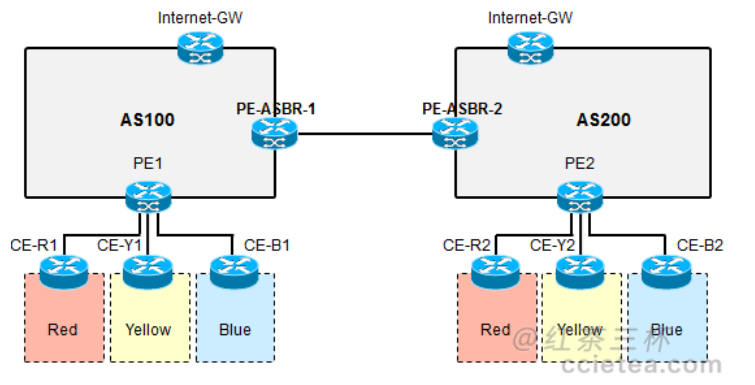 Internet-GW
Internet-GW
PE-ASBR-1
PE-ASBR-2
AS100
AS200
PE1
PE2
CE-R1
CE-Y1
CE-B1
CE-R2
CE-Y2
CE-B2
Red
Yellow
Blue
Red
Yellow
Blue
@红茶三杯
ccietea.com